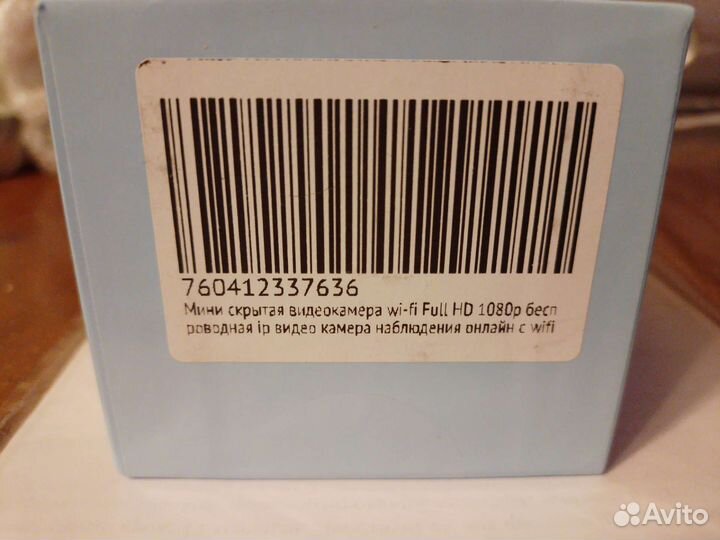 760412337636
Мини скрытая видеокамера wi-fi Full HD 1080p бесп
роводная ip видео камера наблюдения онлайн с wifi
Avito